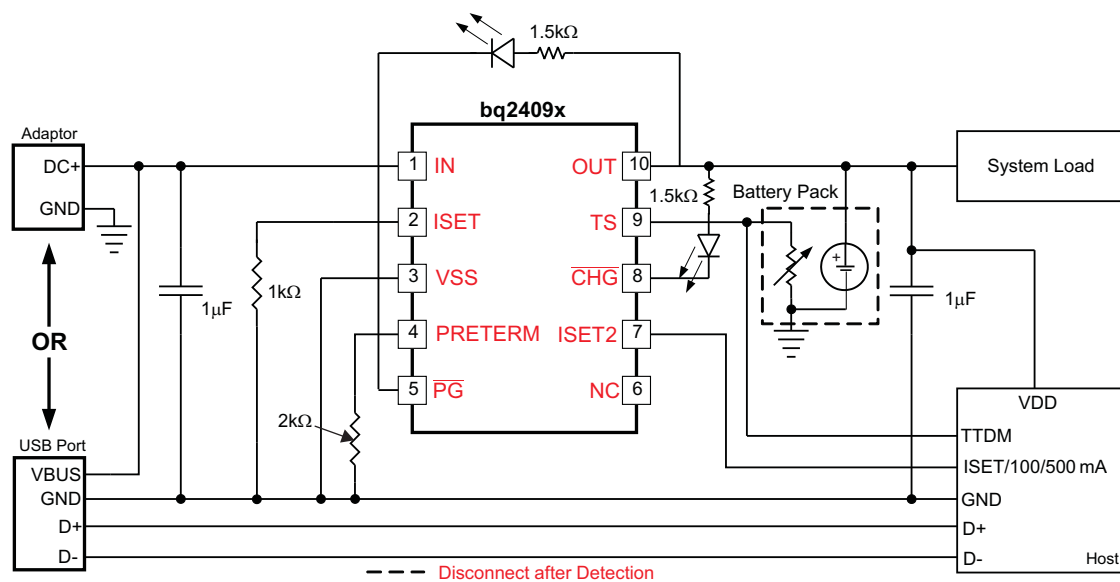 1.5kΩ
bq2409x
Adaptor
DC+
GND
1
IN
2
ISET
3
VSS
4
PRETERM
5
PG
OUT
10
TS
9
CHG
8
ISET2
7
NC
6
1.5kΩ
Battery Pack
+
System Load
1μF
1kΩ
2kΩ
1μF
OR
USB Port
VBUS
GND
D+
D-
VDD
TTDM
ISET/100/500 mA
GND
D+
D-
Host
Disconnect after Detection